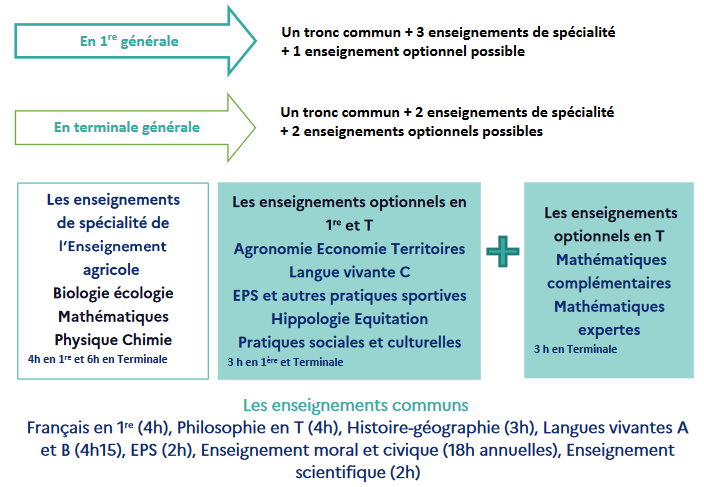 En 1re générale
Un tronc commun + 3 enseignements de spécialité
+ 1 enseignement optionnel possible
En terminale générale
Un tronc commun + 2 enseignements de spécialité
+ 2 enseignements optionnels possibles
Les enseignements
de spécialité de
l'Enseignement
agricole
Biologie écologie
Mathématiques
Physique Chimie
4h en 1re et 6h en Terminale
Les enseignements optionnels en
1re et T
Agronomie Economie Territoires
Langue vivante C
EPS et autres pratiques sportives
Hippologie Equitation
Pratiques sociales et culturelles
3 h en 1ère et Terminale
+
Les enseignements
optionnels en T
Mathématiques
complémentaires
Mathématiques
expertes
3 h en Terminale
Les enseignements communs
Français en 1re (4h), Philosophie en T (4h), Histoire-géographie (3h), Langues vivantes A
et B (4h15), EPS (2h), Enseignement moral et civique (18h annuelles), Enseignement
scientifique (2h)